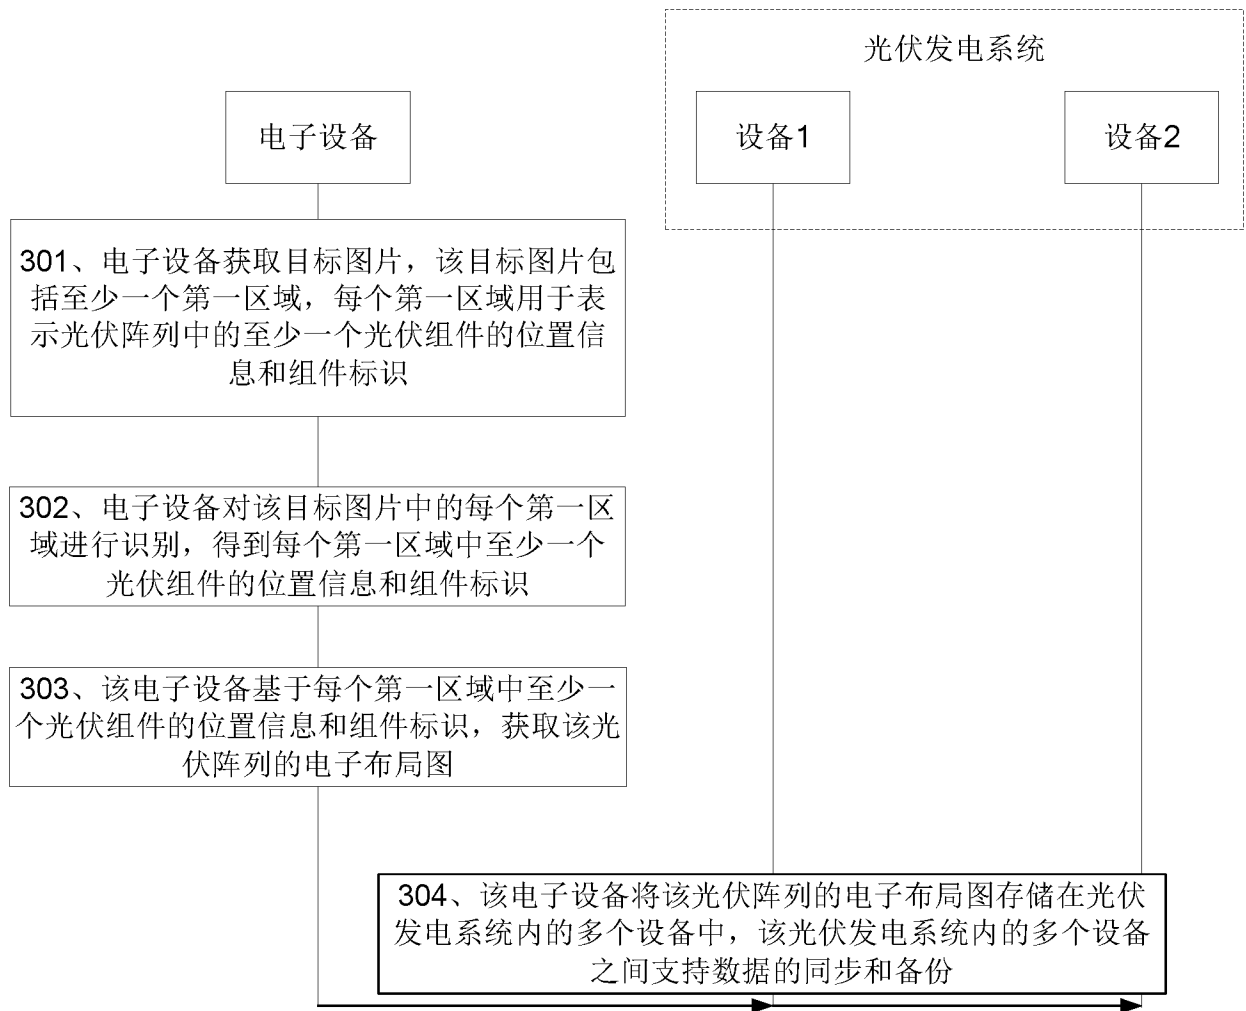 光伏发电系统
电子设备
设备1
设备2
301、电子设备获取目标图片，该目标图片包
括至少一个第一区域，每个第一区域用于表
示光伏阵列中的至少一个光伏组件的位置信
息和组件标识
302、电子设备对该目标图片中的每个第一区
域进行识别，得到每个第一区域中至少一个
光伏组件的位置信息和组件标识
303、该电子设备基于每个第一区域中至少一
个光伏组件的位置信息和组件标识，获取该光
伏阵列的电子布局图
304、该电子设备将该光伏阵列的电子布局图存储在光伏
发电系统内的多个设备中，该光伏发电系统内的多个设备
之间支持数据的同步和备份